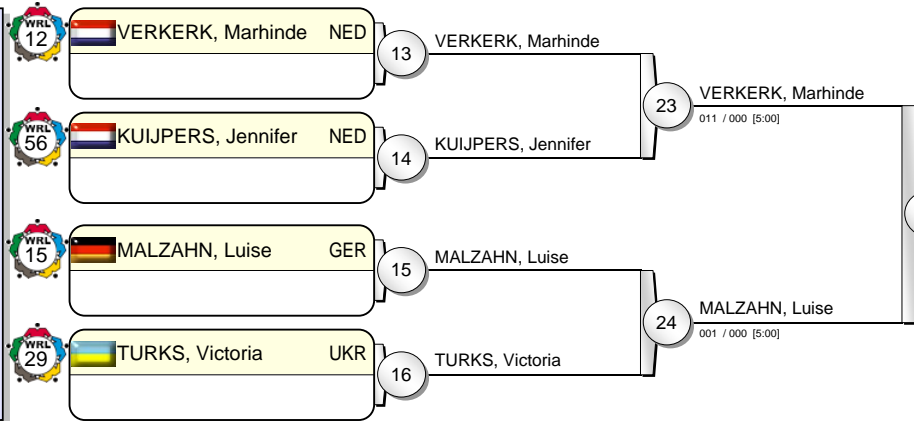 WRL
12
VERKERK, Marhinde NED
13
VERKERK, Marhinde
23
VERKERK, Marhinde
011 / 000 [5:00]
WRL
56
KUIJPERS, Jennifer NED
14
KUIJPERS, Jennifer
WRL
15
MALZAHN, Luise GER
15
MALZAHN, Luise
24
MALZAHN, Luise
001 / 000 [5:00]
WRL
29
TURKS, Victoria UKR
16
TURKS, Victoria